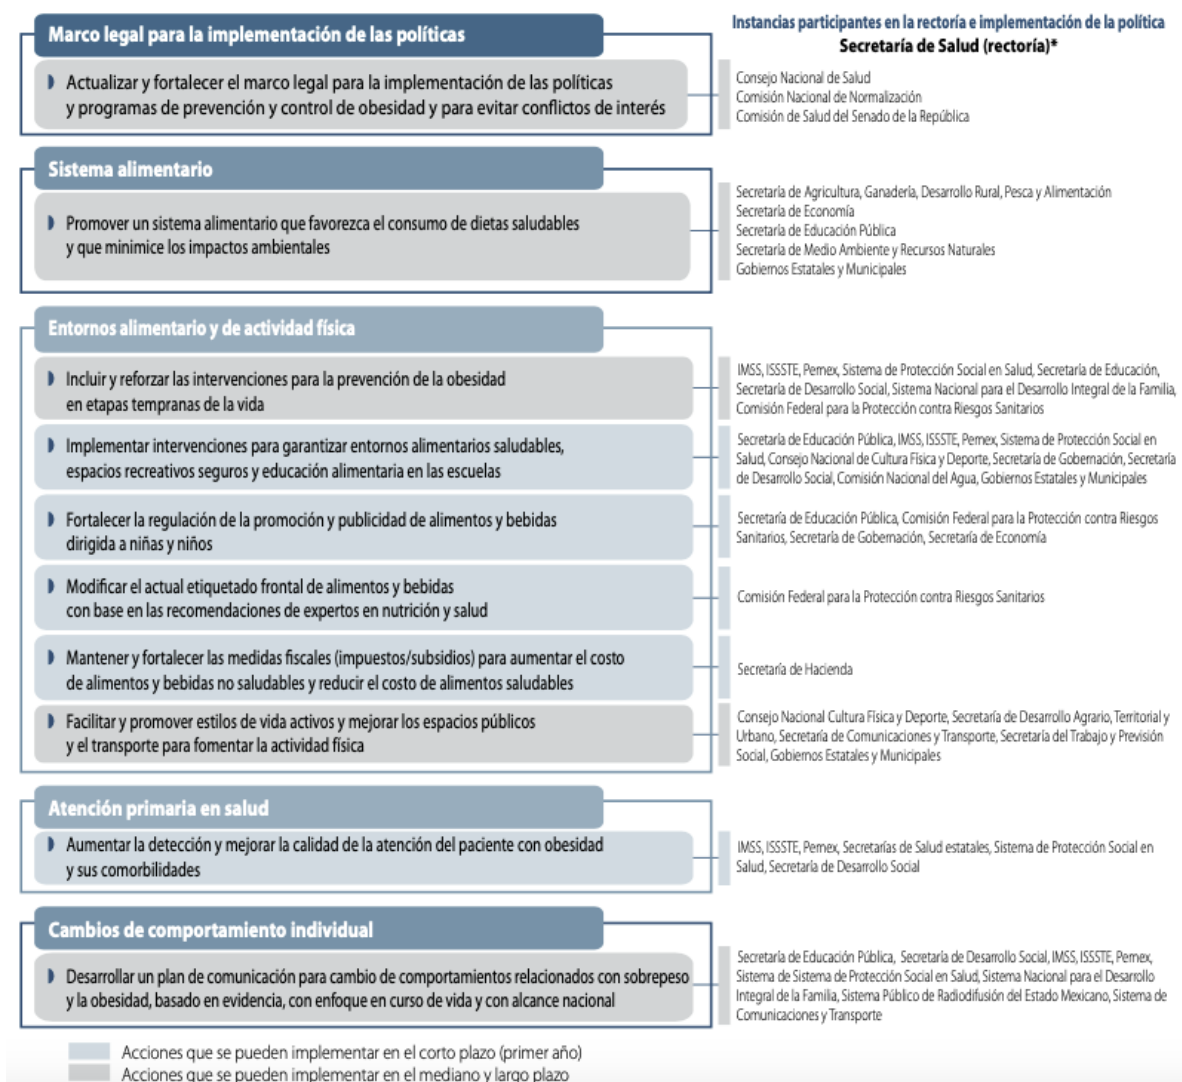 Instancias participantes en la rectoría e implementación de la política
Secretaría de Salud (rectoría)*
Marco legal para la implementación de las políticas
Actualizar y fortalecer el marco legal para la implementación de las políticas
y programas de prevención y control de obesidad y para evitar conflictos de interés
Consejo Nacional de Salud
Comisión Nacional de Normalización
Comisión de Salud del Senado de la República
Sistema alimentario
Promover un sistema alimentario que favorezca el consumo de dietas saludables
y que minimice los impactos ambientales
Secretaría de Agricultura, Ganadería, Desarrollo Rural, Pesca y Alimentación
Secretaría de Economía
Secretaría de Educación Pública
Secretaría de Medio Ambiente y Recursos Naturales
Gobiernos Estatales y Municipales
Entornos alimentario y de actividad física
Incluir y reforzar las intervenciones para la prevención de la obesidad
en etapas tempranas de la vida
IMSS, ISSSTE, Pemex, Sistema de Protección Social en Salud, Secretaría de Educación,
Secretaría de Desarrollo Social, Sistema Nacional para el Desarrollo Integral de la Familia,
Comisión Federal para la Protección contra Riesgos Sanitarios
Implementar intervenciones para garantizar entornos alimentarios saludables,
espacios recreativos seguros y educación alimentaria en las escuelas
Secretaría de Educación Pública, IMSS, ISSSTE, Pemex, Sistema de Protección Social en
Salud, Consejo Nacional de Cultura Física y Deporte, Secretaría de Gobernación, Secretaría
de Desarrollo Social, Comisión Nacional del Agua, Gobiernos Estatales y Municipales
Fortalecer la regulación de la promoción y publicidad de alimentos y bebidas
dirigida a niñas y niños
Secretaría de Educación Pública, Comisión Federal para la Protección contra Riesgos
Sanitarios, Secretaría de Gobernación, Secretaría de Economía
Modificar el actual etiquetado frontal de alimentos y bebidas
con base en las recomendaciones de expertos en nutrición y salud
Comisión Federal para la Protección contra Riesgos Sanitarios
Mantener y fortalecer las medidas fiscales (impuestos/subsidios) para aumentar el costo
de alimentos y bebidas no saludables y reducir el costo de alimentos saludables
Secretaría de Hacienda
Facilitar y promover estilos de vida activos y mejorar los espacios públicos
y el transporte para fomentar la actividad física
Consejo Nacional Cultura Física y Deporte, Secretaría de Desarrollo Agrario, Territorial y
Urbano, Secretaría de Comunicaciones y Transporte, Secretaría del Trabajo y Previsión
Social, Gobiernos Estatales y Municipales
Atención primaria en salud
Aumentar la detección y mejorar la calidad de la atención del paciente con obesidad
y sus comorbilidades
IMSS, ISSSTE, Pemex, Secretarías de Salud estatales, Sistema de Protección Social en
Salud, Secretaría de Desarrollo Social
Cambios de comportamiento individual
Desarrollar un plan de comunicación para cambio de comportamientos relacionados con sobrepeso
y la obesidad, basado en evidencia, con enfoque en curso de vida y con alcance nacional
Secretaría de Educación Pública, Secretaría de Desarrollo Social, IMSS, ISSSTE, Pemex,
Sistema de Sistema de Protección Social en Salud, Sistema Nacional para el Desarrollo
Integral de la Familia, Sistema Público de Radiodifusión del Estado Mexicano, Sistema de
Comunicaciones y Transporte
Acciones que se pueden implementar en el corto plazo (primer año)
Acciones que se pueden implementar en el mediano y largo plazo